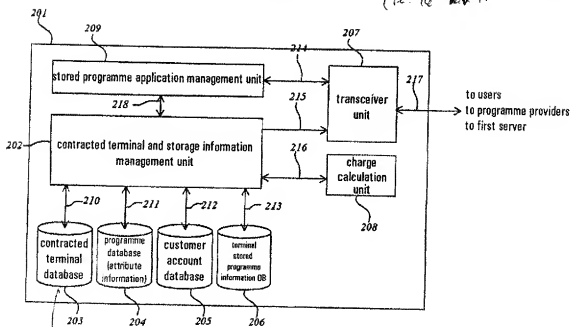 201
209
207
214
stored programme application management unit
218
215
217
transceiver
unit
to users
to programme providers
to first server
202
contracted terminal and storage information
management unit
216
charge
calculation
unit
208
210
211
212
213
contracted
terminal
database
programme
database
(attribute
information)
customer
account
database
terminal
stored
programme
information DB
203
204
205
206